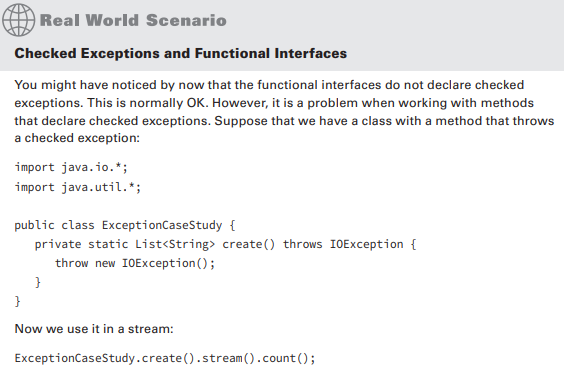 Real World Scenario
Checked Exceptions and Functional Interfaces
You might have noticed by now that the functional interfaces do not declare checked
exceptions. This is normally OK. However, it is a problem when working with methods
that declare checked exceptions. Suppose that we have a class with a method that throws
a checked exception:
import java.io.*;
import java.util.*;
public class ExceptionCaseStudy {
   private static List<String> create() throws IOException {
      throw new IOException();
   }
}
Now we use it in a stream:
ExceptionCaseStudy.create().stream().count();